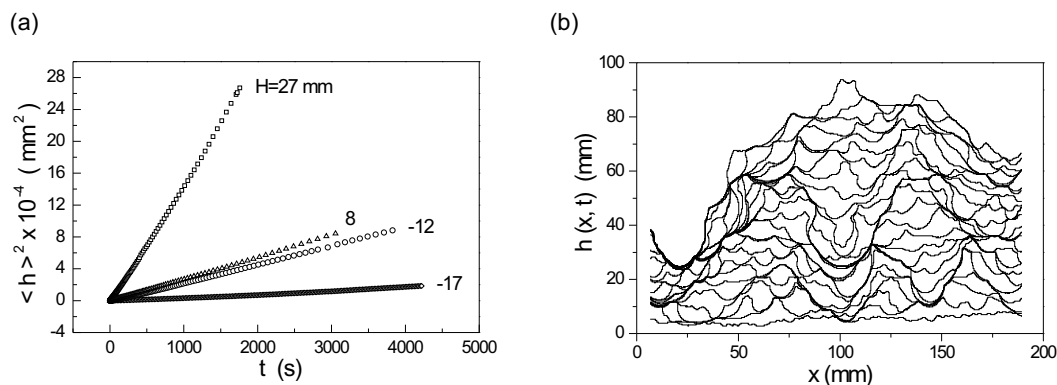 (a)
28
24
20
16
12
8
4
0
-4
< h >² x 10⁻⁴ ( mm² )
H=27 mm
8
-12
-17
0 1000 2000 3000 4000 5000
t (s)
(b)
100
80
60
40
20
0
h (x, t) (mm)
0 50 100 150 200
x (mm)